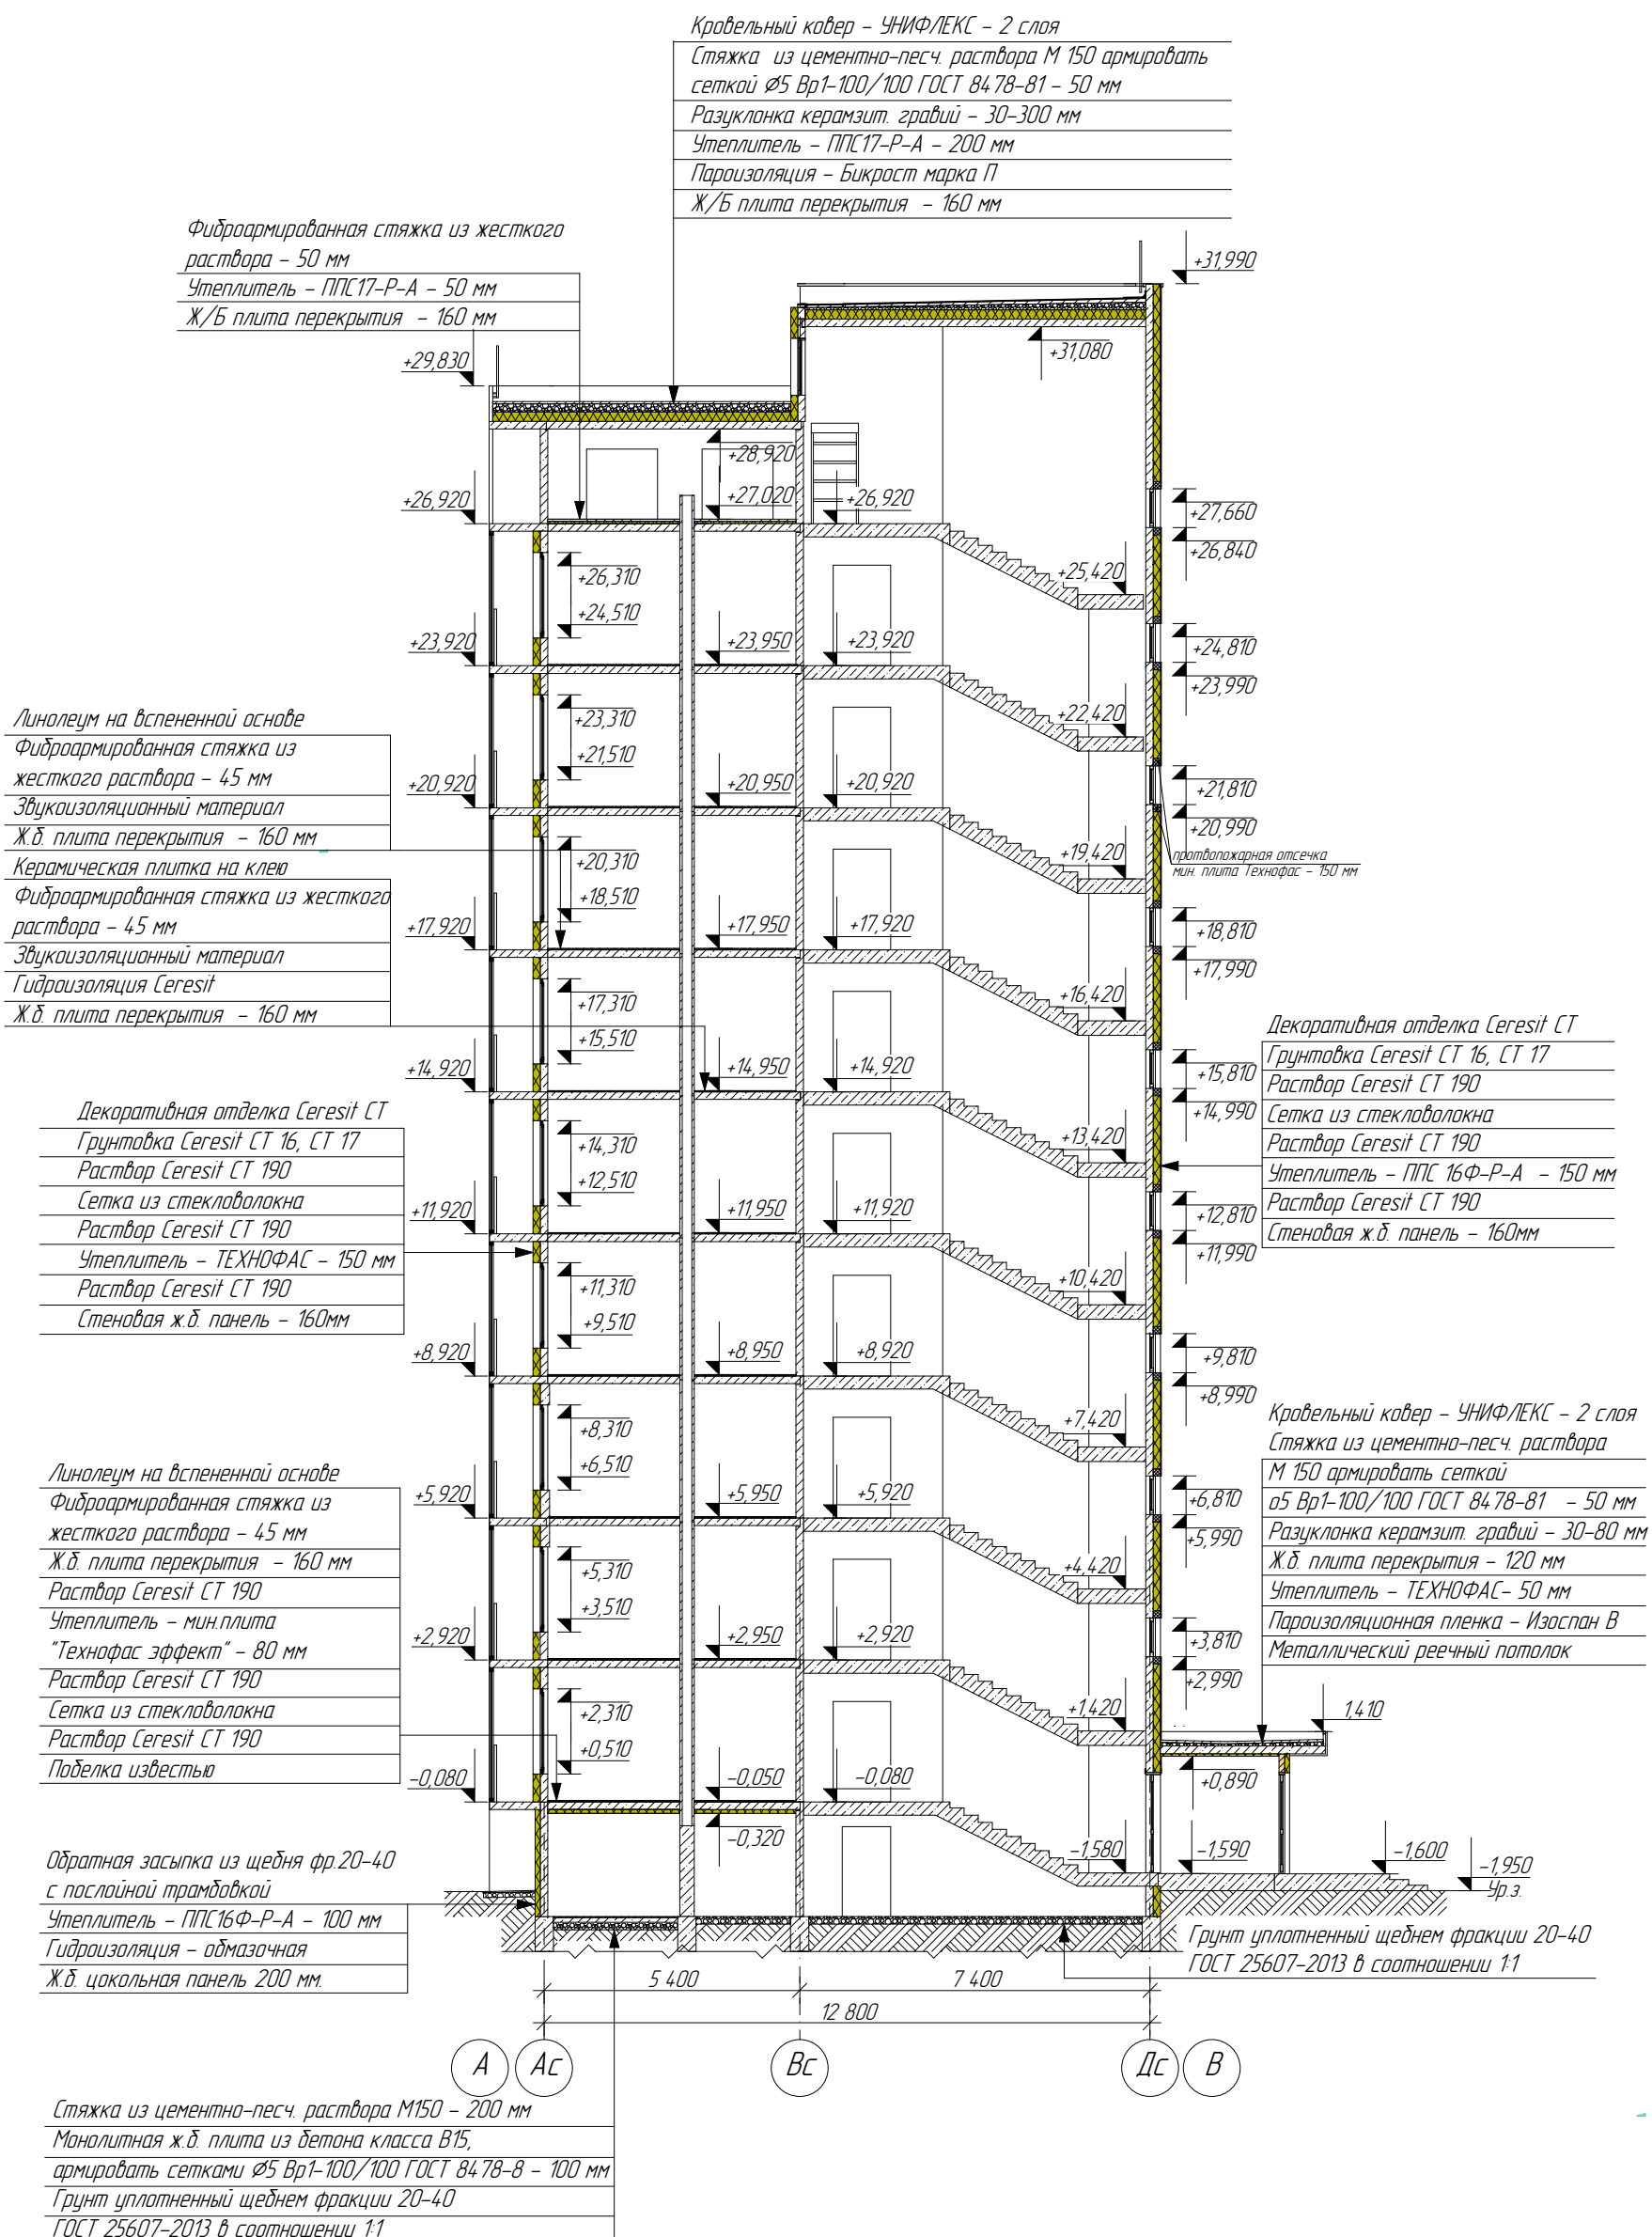 Кровельный ковер - УНИФЛЕКС - 2 слоя
Стяжка из цементно-песч. раствора М 150 армировать
сеткой Ø5 Вр1-100/100 ГОСТ 8478-81 - 50 мм
Разуклонка керамзит. гравий - 30-300 мм
Утеплитель - ППС17-Р-А - 200 мм
Пароизоляция - Бикрост марка П
Ж/Б плита перекрытия - 160 мм
Фиброармированная стяжка из жесткого
раствора - 50 мм
Утеплитель - ППС17-Р-А - 50 мм
Ж/Б плита перекрытия - 160 мм
+31,990
+31,080
+29,830
+28,920
+27,020
+26,920
+26,920
+27,660
+26,840
+26,310
+24,510
+25,420
+23,920
+23,950
+23,920
+24,810
+23,990
+23,310
+21,510
+22,420
+20,920
+20,950
+20,920
+21,810
+20,990
Линолеум на вспененной основе
Фиброармированная стяжка из
жесткого раствора - 45 мм
Звукоизоляционный материал
Ж.б. плита перекрытия - 160 мм
Керамическая плитка на клею
Фиброармированная стяжка из жесткого
раствора - 45 мм
Звукоизоляционный материал
Гидроизоляция Ceresit
Ж.б. плита перекрытия - 160 мм
+20,310
+18,510
+19,420
протвопожарная отсечка
мин. плита Технофас - 150 мм
+17,920
+17,950
+17,920
+18,810
+17,990
+17,310
+15,510
+16,420
+14,920
+14,950
+14,920
+15,810
+14,990
Декоративная отделка Ceresit СТ
Грунтовка Ceresit СТ 16, СТ 17
Раствор Ceresit СТ 190
Сетка из стекловолокна
Раствор Ceresit СТ 190
Утеплитель - ППС 16Ф-Р-А - 150 мм
Раствор Ceresit СТ 190
Стеновая ж.б. панель - 160мм
Декоративная отделка Ceresit СТ
Грунтовка Ceresit СТ 16, СТ 17
Раствор Ceresit СТ 190
Сетка из стекловолокна
Раствор Ceresit СТ 190
Утеплитель - ТЕХНОФАС - 150 мм
Раствор Ceresit СТ 190
Стеновая ж.б. панель - 160мм
+14,310
+12,510
+13,420
+11,920
+11,950
+11,920
+12,810
+11,990
+11,310
+9,510
+10,420
+8,920
+8,950
+8,920
+9,810
+8,990
+8,310
+6,510
+7,420
+5,920
+5,950
+5,920
+6,810
+5,990
Кровельный ковер - УНИФЛЕКС - 2 слоя
Стяжка из цементно-песч. раствора
М 150 армировать сеткой
о5 Вр1-100/100 ГОСТ 8478-81 - 50 мм
Разуклонка керамзит. гравий - 30-80 мм
Ж.б. плита перекрытия - 120 мм
Утеплитель - ТЕХНОФАС- 50 мм
Пароизоляционная пленка - Изоспан В
Металлический реечный потолок
Линолеум на вспененной основе
Фиброармированная стяжка из
жесткого раствора - 45 мм
Ж.б. плита перекрытия - 160 мм
Раствор Ceresit СТ 190
Утеплитель - мин.плита
"Технофас эффект" - 80 мм
Раствор Ceresit СТ 190
Сетка из стекловолокна
Раствор Ceresit СТ 190
Побелка известью
+5,310
+3,510
+4,420
+2,920
+2,950
+2,920
+3,810
+2,990
+2,310
+0,510
+1,420
1,410
-0,080
-0,050
-0,080
+0,890
-0,320
-1,580
-1,590
-1,600
-1,950
Ур.з.
Обратная засыпка из щебня фр.20-40
с послойной трамбовкой
Утеплитель - ППС16Ф-Р-А - 100 мм
Гидроизоляция - обмазочная
Ж.б. цокольная панель 200 мм.
Грунт уплотненный щебнем фракции 20-40
ГОСТ 25607-2013 в соотношении 1:1
5 400
7 400
12 800
А
Ас
Вс
Дс
В
Стяжка из цементно-песч. раствора М150 - 200 мм
Монолитная ж.б. плита из бетона класса В15,
армировать сетками Ø5 Вр1-100/100 ГОСТ 8478-8 - 100 мм
Грунт уплотненный щебнем фракции 20-40
ГОСТ 25607-2013 в соотношении 1:1